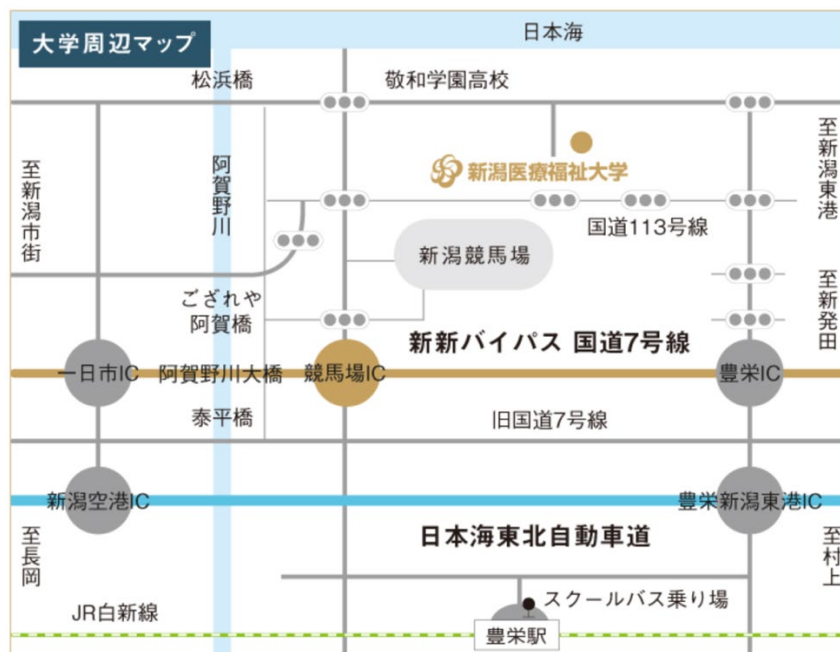 大学周辺マップ
日本海
松浜橋
敬和学園高校
至新潟市街
阿賀野川
新潟医療福祉大学
至新潟東港
国道113号線
新潟競馬場
ござれや
阿賀橋
至新発田
新新バイパス 国道7号線
一日市IC
阿賀野川大橋
競馬場IC
豊栄IC
泰平橋
旧国道7号線
新潟空港IC
豊栄新潟東港IC
至長岡
日本海東北自動車道
至村上
スクールバス乗り場
JR白新線
豊栄駅